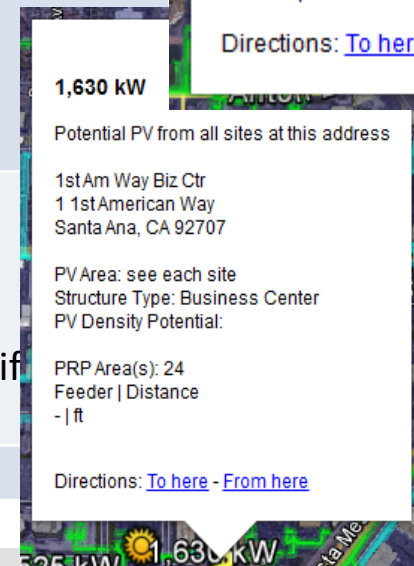 Directions: To her
1,630 kW
Potential PV from all sites at this address
1st Am Way Biz Ctr
1 1st American Way
Santa Ana, CA 92707
PV Area: see each site
Structure Type: Business Center
PV Density Potential:
if
PRP Area(s): 24
Feeder | Distance
- | ft
Directions: To here - From here
1,630 kW